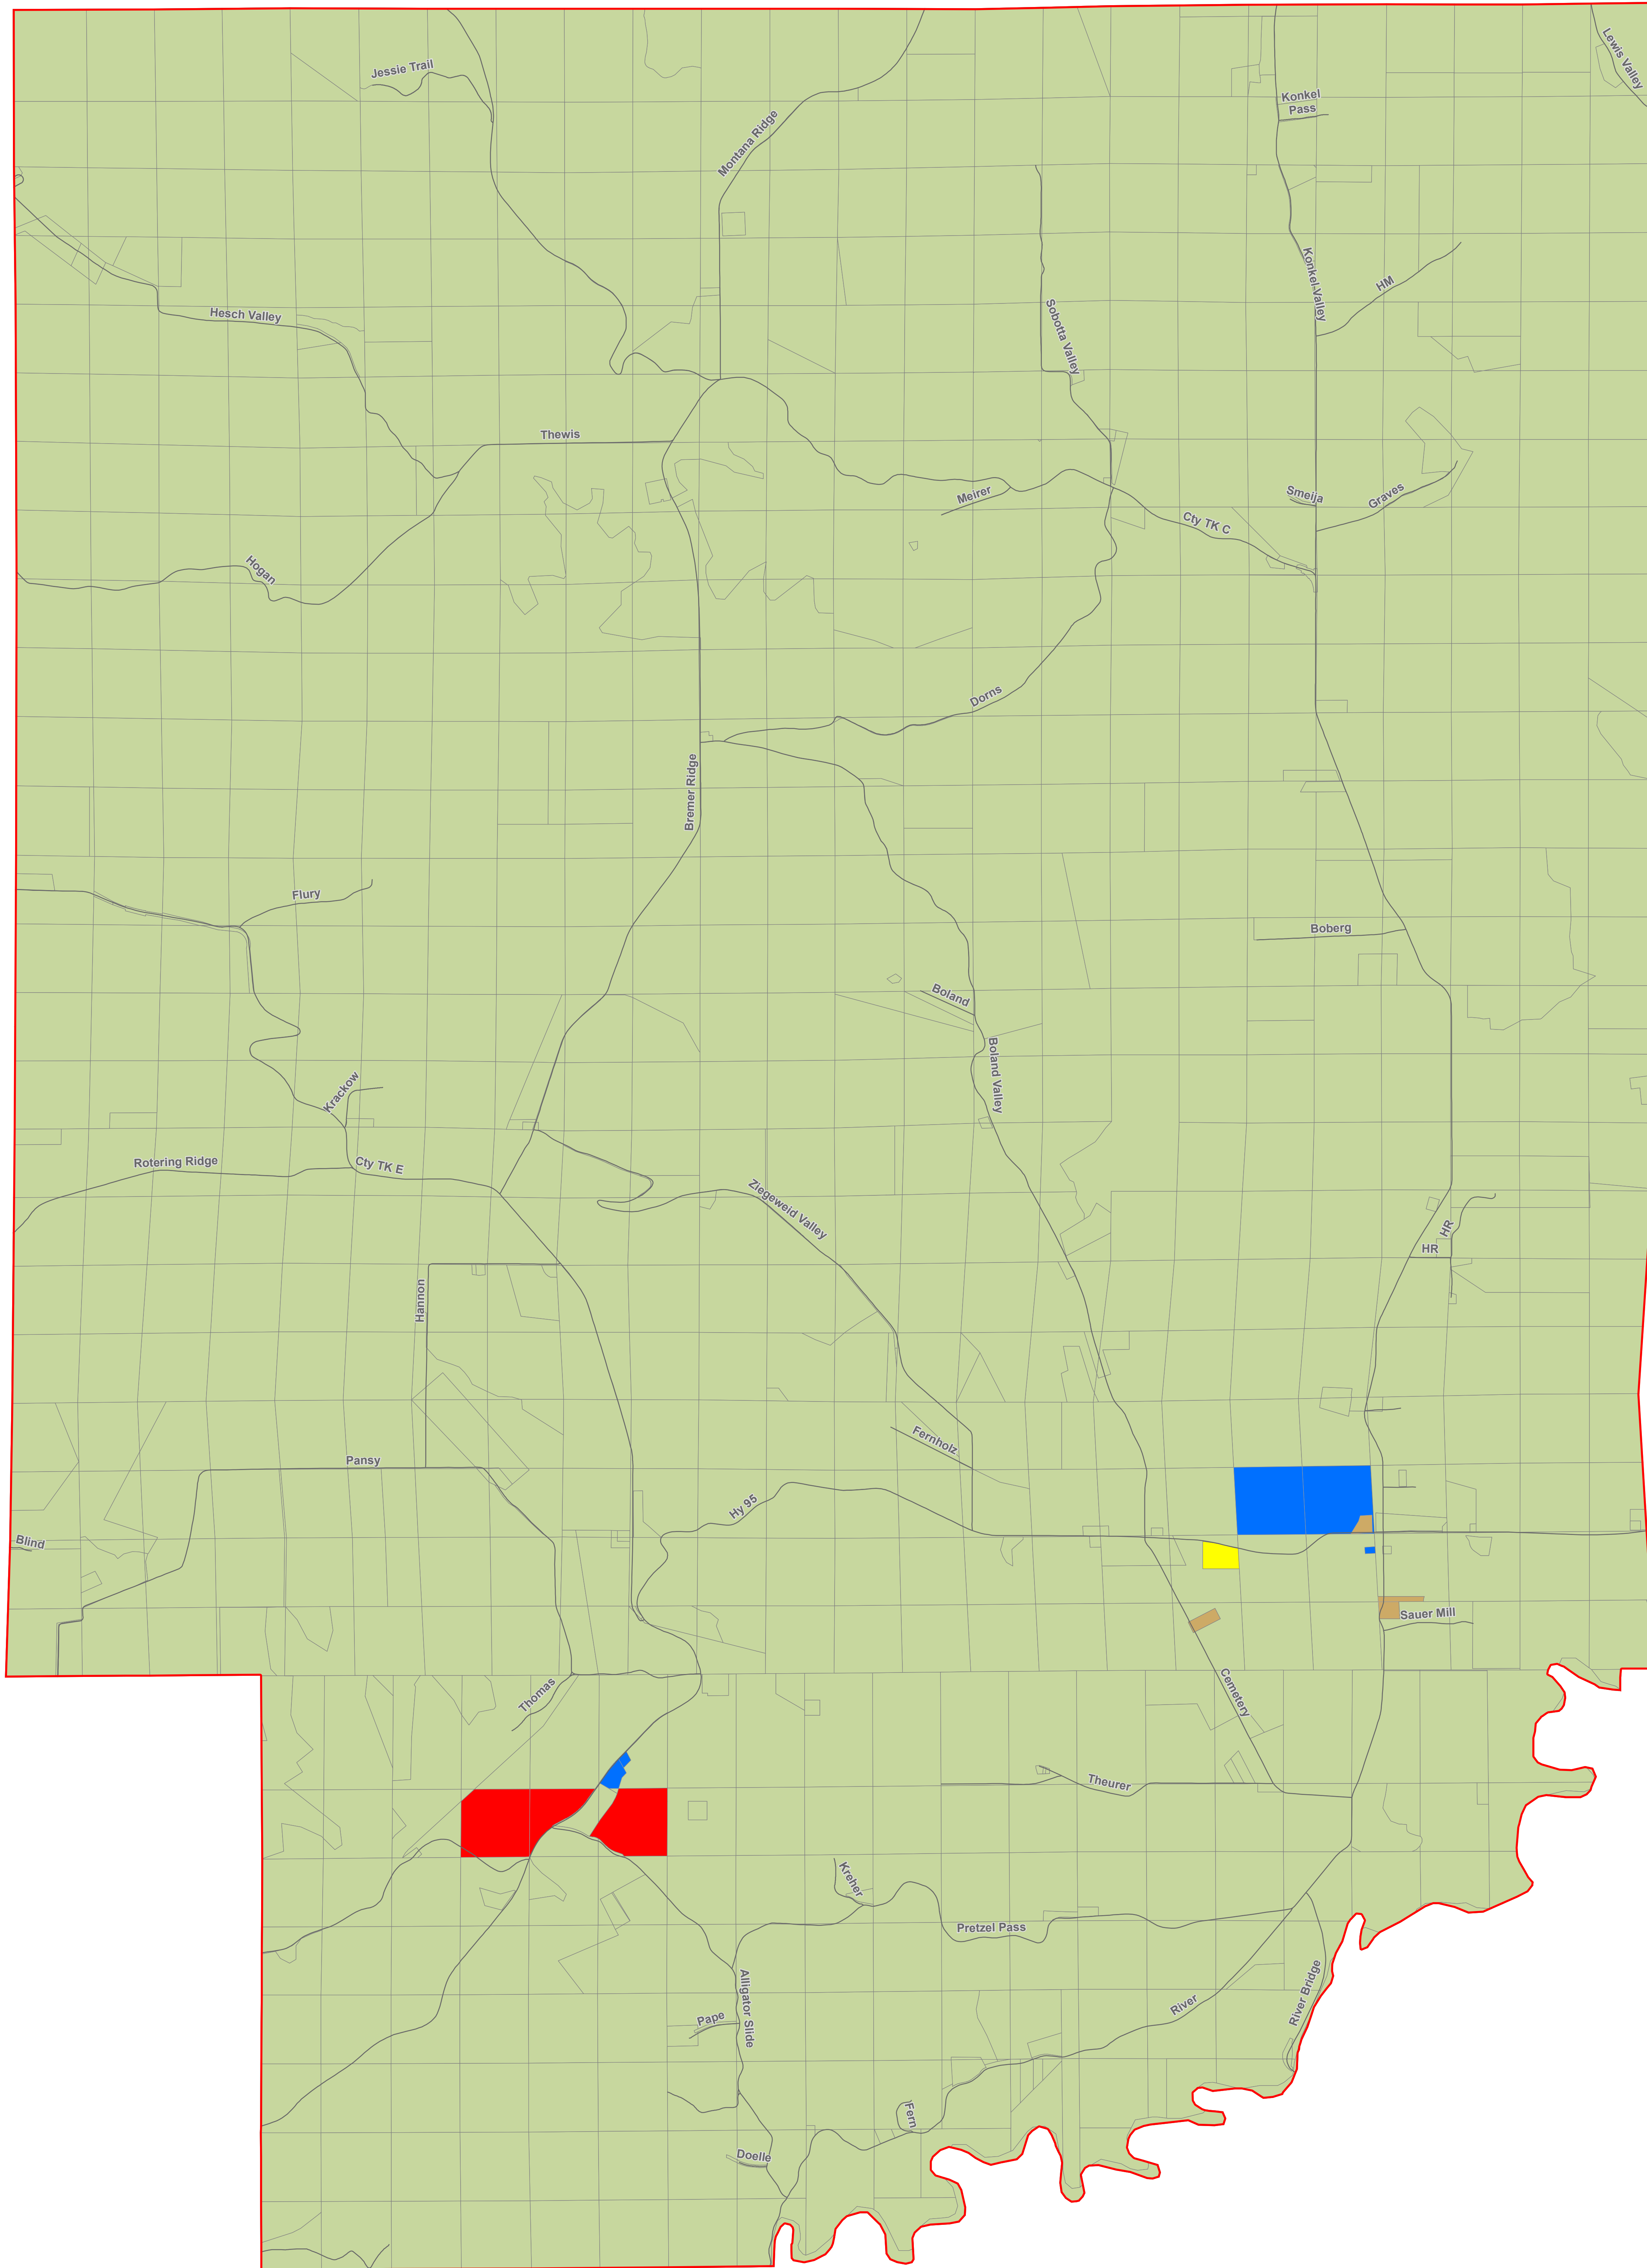 Lewis Valley
Jessie Trail
Konkel
Pass
Montana Ridge
Konkel Valley
HM
Hesch Valley
Sobotta Valley
Thewis
Meirer
Smeija
Graves
Cty TK C
Hogan
Dorns
Bremer Ridge
Flury
Boberg
Boland
Boland Valley
Krackow
Rotering Ridge
Cty TK E
Ziegeweid Valley
HR
HR
Hannon
Fernholz
Pansy
Hy 95
Blind
Sauer Mill
Cemetery
Thomas
Theurer
Kreher
Pretzel Pass
Alligator Slide
River Bridge
River
Pape
Fern
Doelle